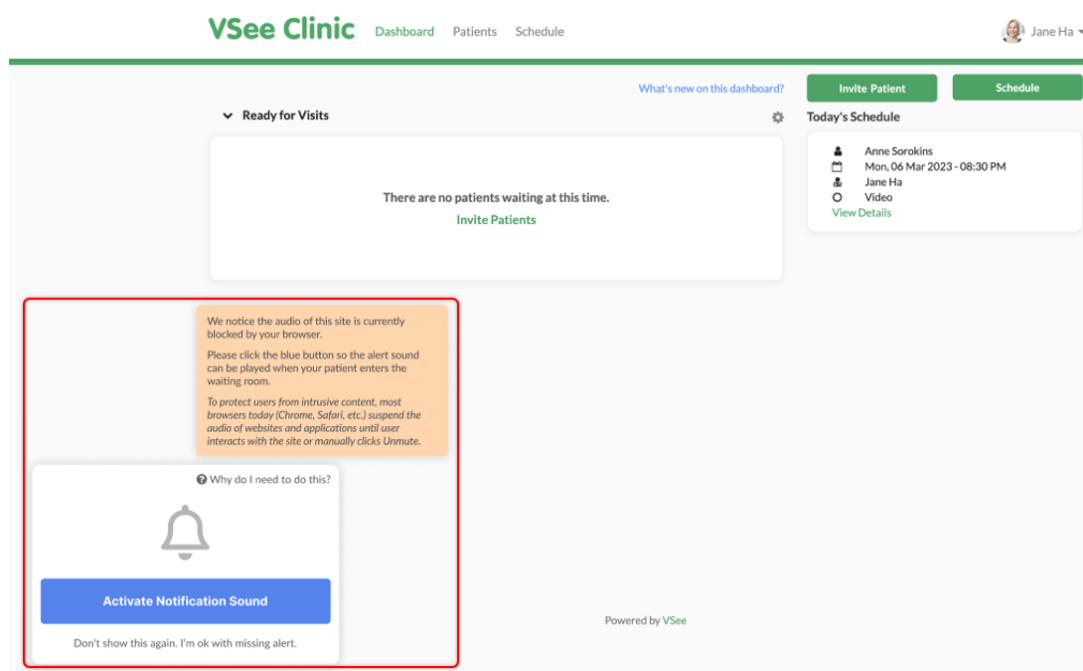 VSee Clinic Dashboard Patients Schedule Jane Ha
What's new on this dashboard? Invite Patient Schedule
Ready for Visits
There are no patients waiting at this time.
Invite Patients
Today's Schedule
Anne Sorokins
Mon, 06 Mar 2023 - 08:30 PM
Jane Ha
Video
View Details
We notice the audio of this site is currently
blocked by your browser.
Please click the blue button so the alert sound
can be played when your patient enters the
waiting room.
To protect users from intrusive content, most
browsers today (Chrome, Safari, etc.) suspend the
audio of websites and applications until user
interacts with the site or manually clicks Unmute.
Why do I need to do this?
Activate Notification Sound
Don't show this again. I'm ok with missing alert.
Powered by VSee